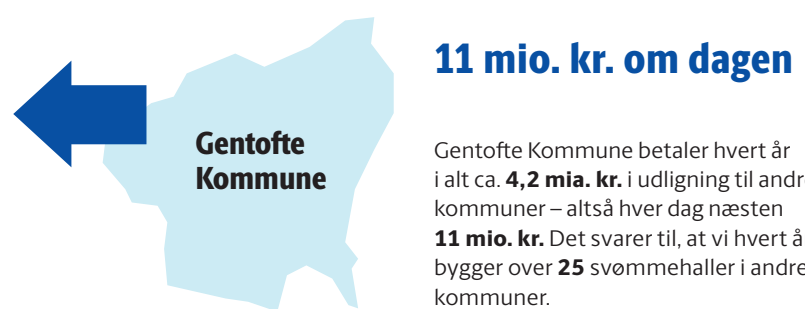 11 mio. kr. om dagen
Gentofte
Kommune
Gentofte Kommune betaler hvert år
i alt ca. 4,2 mia. kr. i udligning til andr
kommuner – altså hver dag næsten
11 mio. kr. Det svarer til, at vi hvert å
bygger over 25 svømmehaller i andre
kommuner.